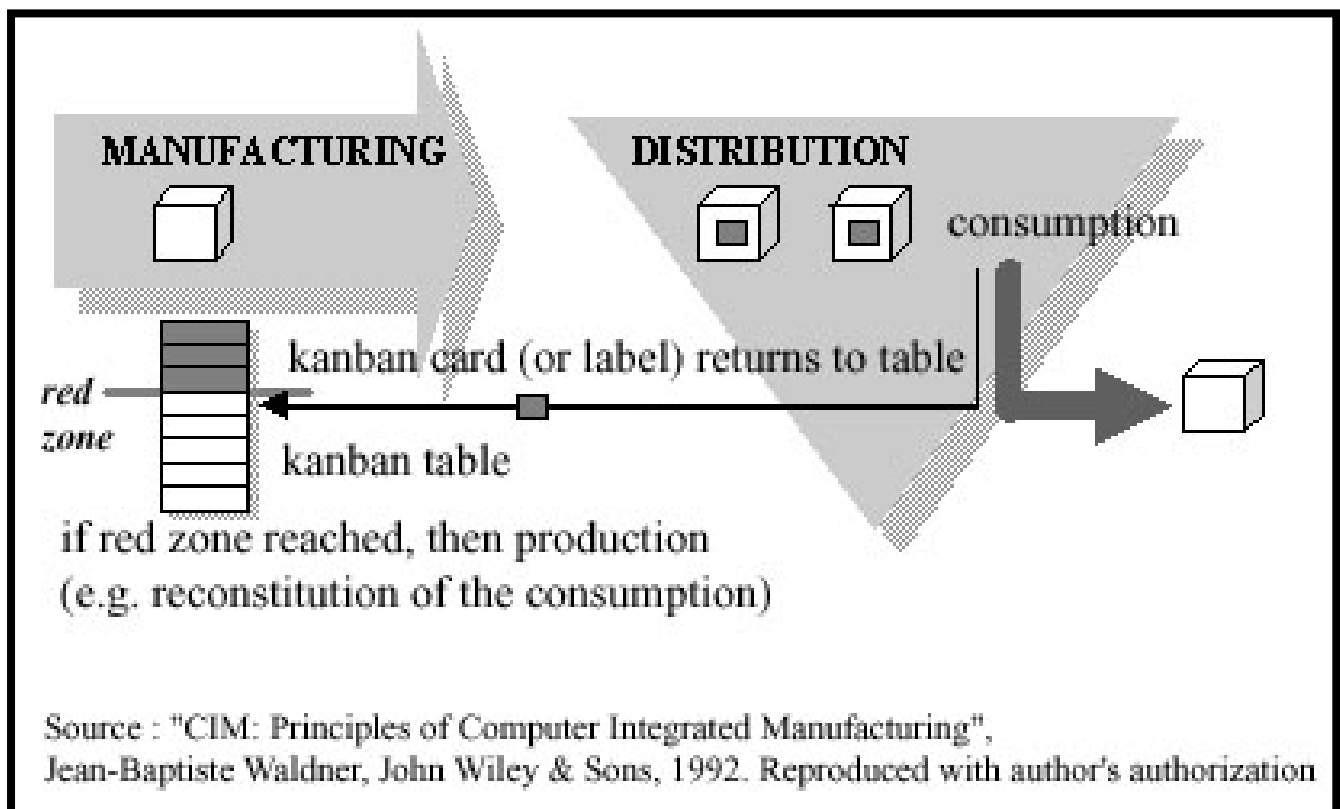 MANUFACTURING
DISTRIBUTION
consumption
kanban card (or label) returns to table
red
zone
kanban table
if red zone reached, then production
(e.g. reconstitution of the consumption)
Source : "CIM: Principles of Computer Integrated Manufacturing",
Jean-Baptiste Waldner, John Wiley & Sons, 1992. Reproduced with author's authorization